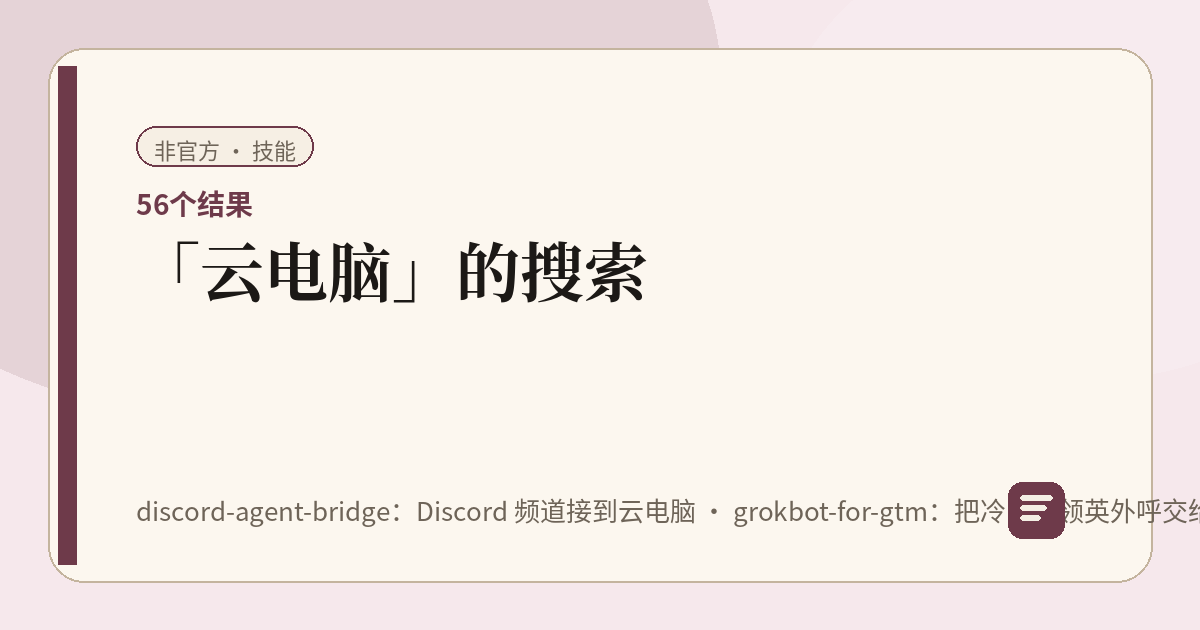 非官方 · 技能
56个结果
「云电脑」的搜索
discord-agent-bridge：Discord 频道接到云电脑 · grokbot-for-gtm：把冷 领英外呼交